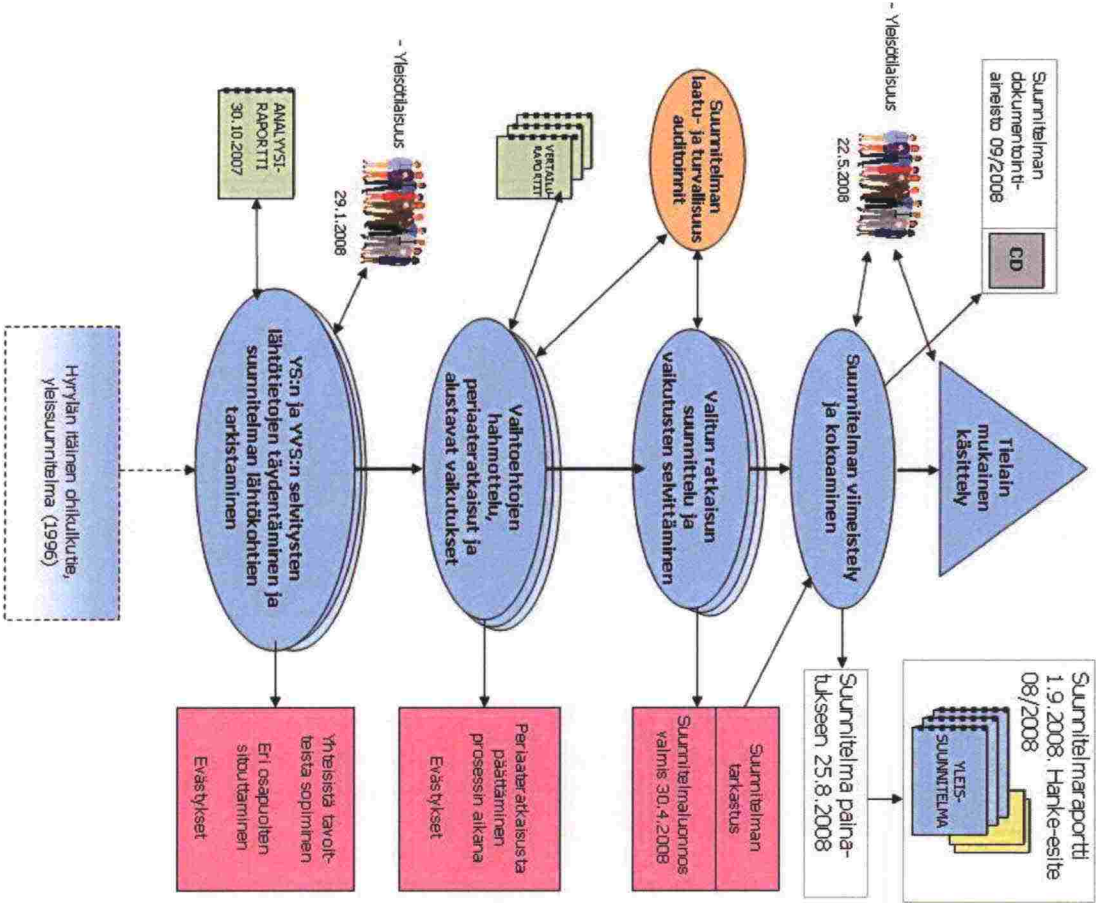 Hyrylän itäinen ohikulkutie,
yleissuunnitelma (1996)
ANALYYSI-
RAPORTTI
30.10.2007
- Yleisötilaisuus
29.1.2008
YS:n ja YVS:n selvitysten
lähtötietojen täydentäminen ja
suunnitelman lähtökohtien
tarkistaminen
Yhteistä tavoit-
teista sopiminen
Eri osapuolten
sitouttaminen
Evästykset
VERTAILU-
RAPORTIT
Vaihtoehtojen
hahmottelu,
periaateratkaisut ja
alustavat vaikutukset
Periaateratkaisusta
päättäminen
prosessin aikana
Evästykset
Suunnitelman
laatu- ja turvallisuus
auditoinnit
Valitun ratkaisun
suunnittelu ja
vaikutusten selvittäminen
Suunnitelmaluonnos
valmis 30.4.2008
Suunnitelman
tarkastus
- Yleisötilaisuus
22.5.2008
Suunnitelman viimeistely
ja kokoaminen
Suunnitelma paina-
tukseen 25.8.2008
Suunnitelman
dokumentointi-
aineisto 09/2008
CD
Tielain
mukainen
käsittely
Suunnitelmaraportti
1.9.2008. Hanke-esite
08/2008
YLEIS-
SUUNNITELMA